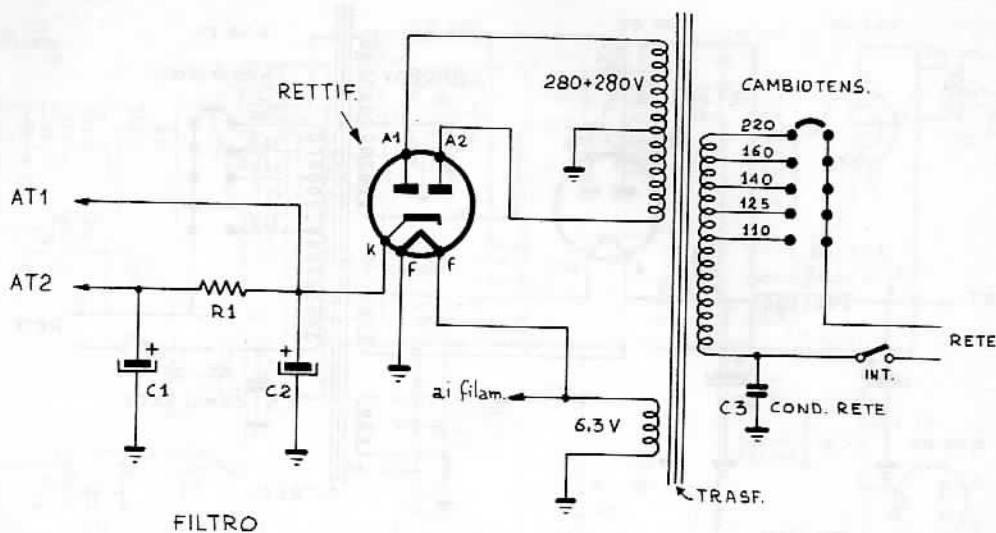 RETTIF.
A1
A2
280+280V
CAMBIOTENS.
220
160
140
125
110
AT1
AT2
K
F
F
R1
+
C1
+
C2
ai filam.
6.3V
RETE
INT.
C3
COND. RETE
TRASF.
FILTRO